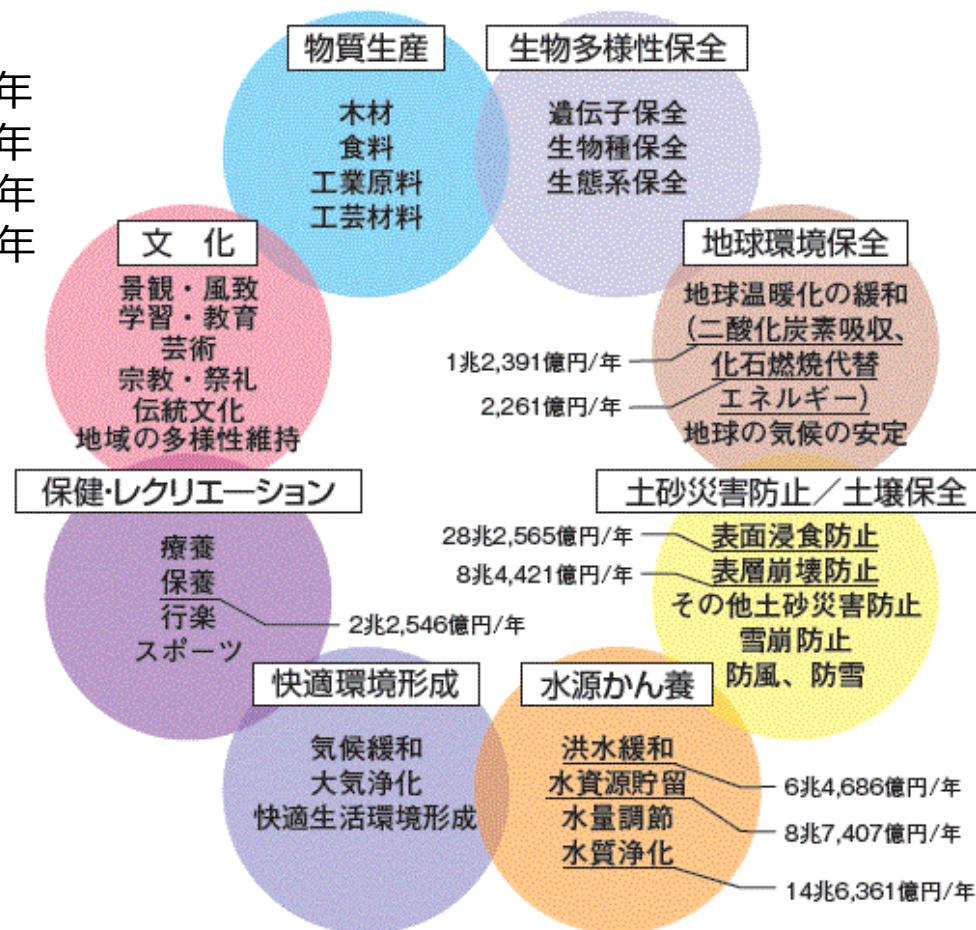 年
年
年
年
物質生産
木材
食料
工業原料
工芸材料
生物多様性保全
遺伝子保全
生物種保全
生態系保全
文 化
景観・風致
学習・教育
芸術
宗教・祭礼
伝統文化
地域の多様性維持
地球環境保全
地球温暖化の緩和
(二酸化炭素吸収、
化石燃焼代替
エネルギー)
地球の気候の安定
1兆2,391億円/年
2,261億円/年
保健・レクリエーション
療養
保養
行楽
スポーツ
2兆2,546億円/年
土砂災害防止／土壌保全
表面浸食防止
表層崩壊防止
その他土砂災害防止
雪崩防止
防風、防雪
28兆2,565億円/年
8兆4,421億円/年
快適環境形成
気候緩和
大気浄化
快適生活環境形成
水源かん養
洪水緩和
水資源貯留
水量調節
水質浄化
6兆4,686億円/年
8兆7,407億円/年
14兆6,361億円/年